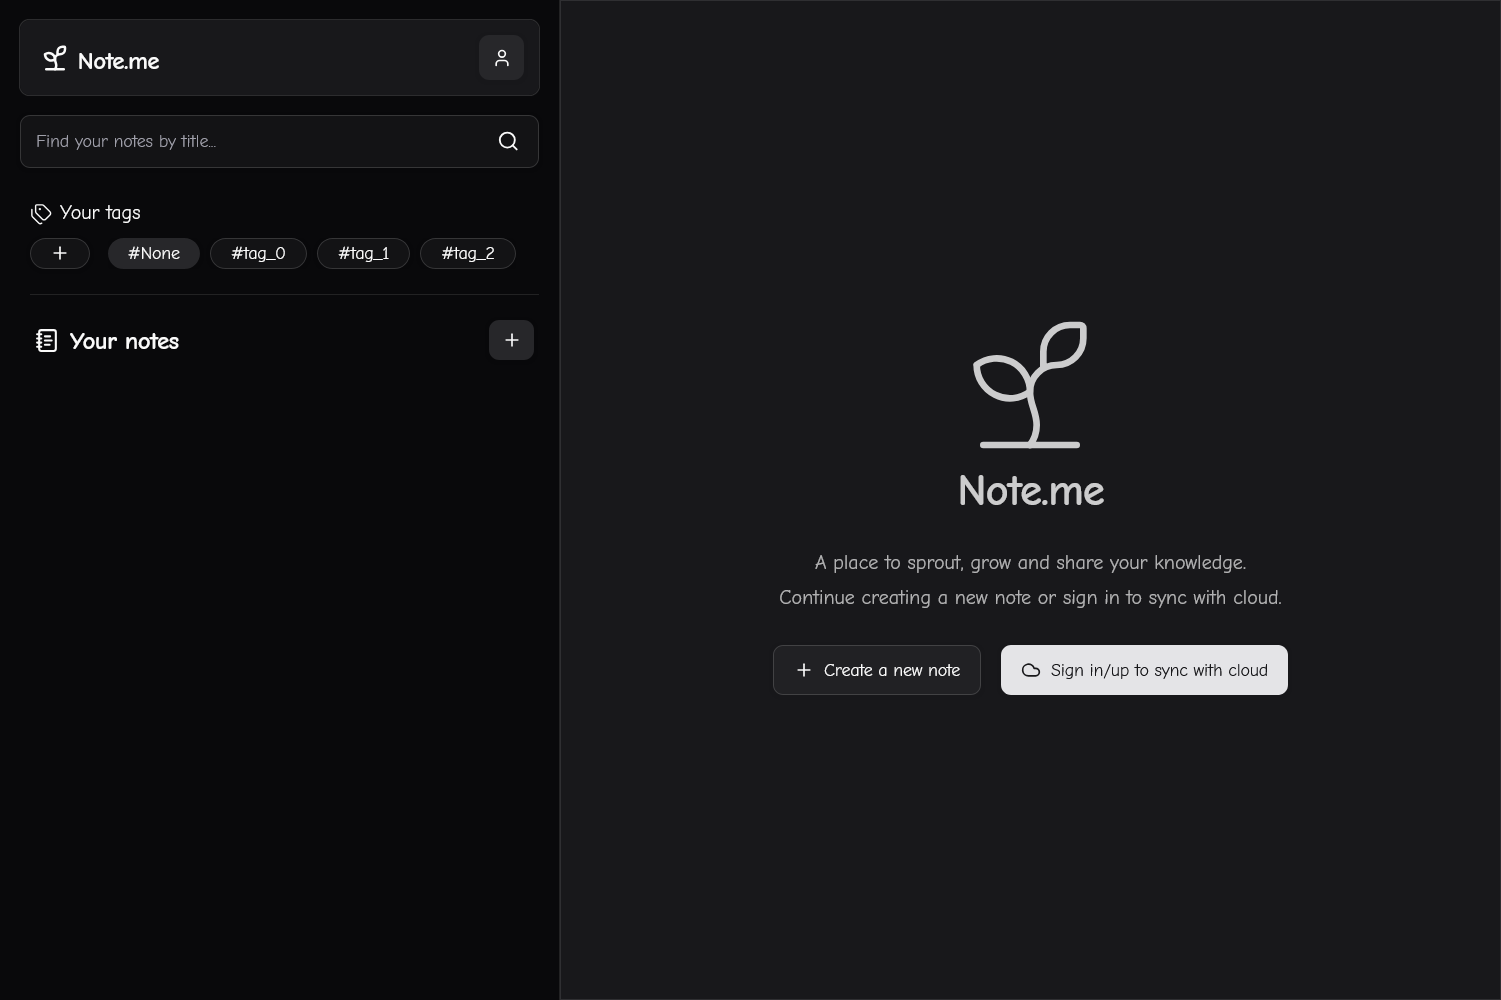 Note.me
Find your notes by title...
Your tags
#None #tag_0 #tag_1 #tag_2
Your notes
Note.me
A place to sprout, grow and share your knowledge.
Continue creating a new note or sign in to sync with cloud.
Create a new note
Sign in/up to sync with cloud